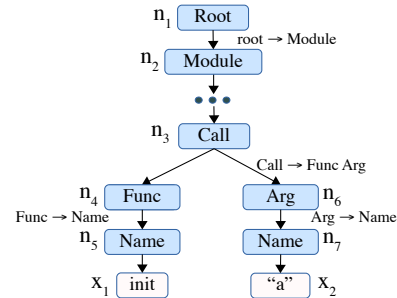 n1 Root
root → Module
n2 Module
n3 Call
Call → Func Arg
n4 Func Arg n6
Func → Name Arg → Name
n5 Name Name n7
x1 init “a” x2